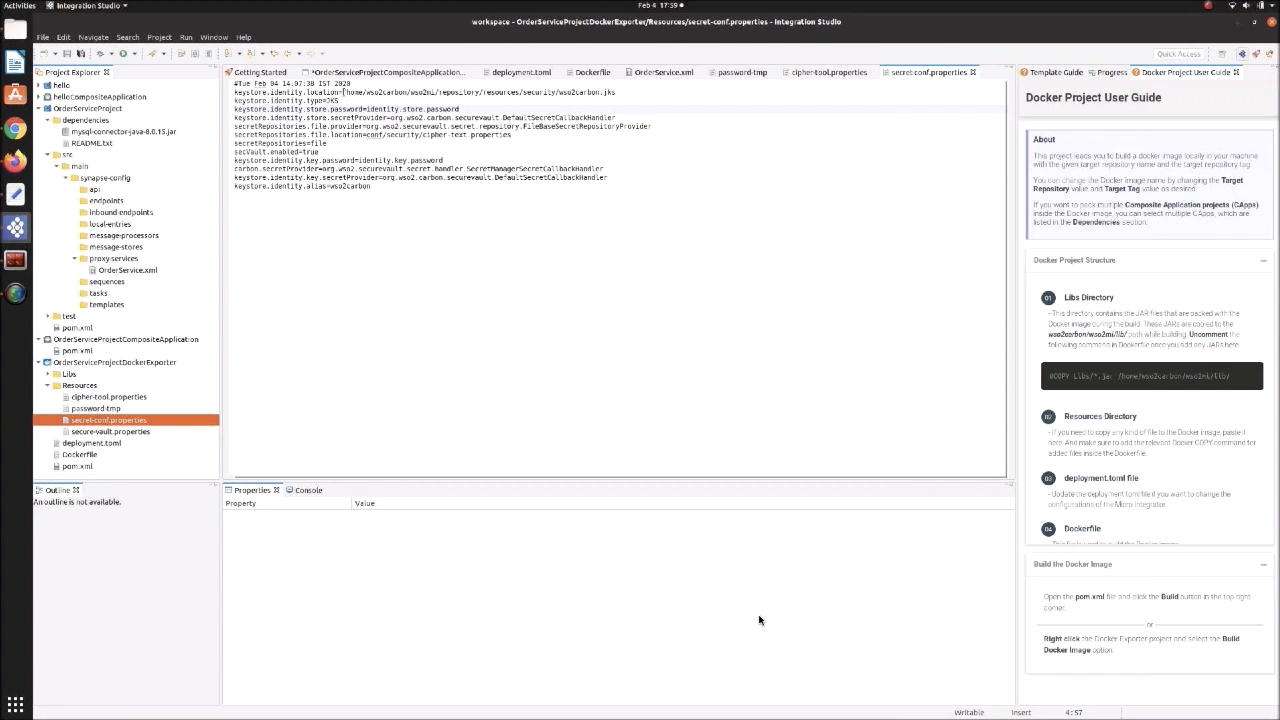 Activities
Integration Studio
Feb 4 17:59
workspace - OrderServiceProjectDockerExporter/Resources/secret-conf.properties - Integration Studio
File Edit Navigate Search Project Run Window Help
Quick Access
Project Explorer
hello
helloCompositeApplication
OrderServiceProject
dependencies
mysql-connector-java-8.0.15.jar
README.txt
src
main
synapse-config
api
endpoints
inbound-endpoints
local-entries
message-processors
message-stores
proxy-services
OrderService.xml
sequences
tasks
templates
test
pom.xml
OrderServiceProjectCompositeApplication
pom.xml
OrderServiceProjectDockerExporter
Libs
Resources
cipher-tool.properties
password-tmp
secret-conf.properties
secure-vault.properties
deployment.toml
Dockerfile
pom.xml
Outline
An outline is not available.
Getting Started
*OrderServiceProjectCompositeApplication...
deployment.toml
Dockerfile
OrderService.xml
password-tmp
cipher-tool.properties
secret-conf.properties
#Tue Feb 04 14:07:38 IST 2020
keystore.identity.location=/home/wso2carbon/wso2mi/repository/resources/security/wso2carbon.jks
keystore.identity.type=JKS
keystore.identity.store.password=identity.store.password
keystore.identity.store.secretProvider=org.wso2.carbon.securevault.DefaultSecretCallbackHandler
secretRepositories.file.provider=org.wso2.securevault.secret.repository.FileBaseSecretRepositoryProvider
secretRepositories.file.location=conf/security/cipher-text.properties
secretRepositories=file
secVault.enabled=true
keystore.identity.key.password=identity.key.password
carbon.secretProvider=org.wso2.securevault.secret.handler.SecretManagerSecretCallbackHandler
keystore.identity.key.secretProvider=org.wso2.carbon.securevault.DefaultSecretCallbackHandler
keystore.identity.alias=wso2carbon
Properties
Console
Property Value
Template Guide
Progress
Docker Project User Guide
Docker Project User Guide
About
This project leads you to build a docker image locally in your machine
with the given target repository name and the target repository tag.
You can change the Docker image name by changing the Target
Repository value and Target Tag value as desired.
If you want to pack multiple Composite Application projects (CApps)
inside the Docker image, you can select multiple CApps, which are
listed in the Dependencies section.
Docker Project Structure
01 Libs Directory
- This directory contains the JAR files that are packed with the
Docker image during the build. These JARs are copied to the
wso2carbon/wso2mi/lib/ path while building. Uncomment the
following command in Dockerfile once you add any JARs here.
#COPY Libs/*.jar /home/wso2carbon/wso2mi/lib/
02 Resources Directory
- If you need to copy any kind of file to the Docker image, paste it
here. And make sure to add the relevant Docker COPY command for
added files inside the Dockerfile.
03 deployment.toml file
- Update the deployment.toml file if you want to change the
configurations of the Micro Integrator.
04 Dockerfile
Build the Docker Image
Open the pom.xml file and click the Build button in the top right
corner.
or
Right click the Docker Exporter project and select the Build
Docker Image option.
Writable Insert 4:57